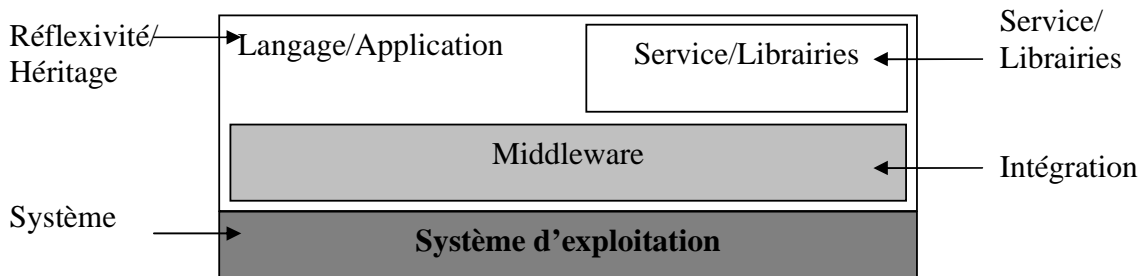 Réflexivité/
Héritage
Langage/Application
Service/Librairies
Service/
Librairies
Middleware
Intégration
Système
Système d’exploitation